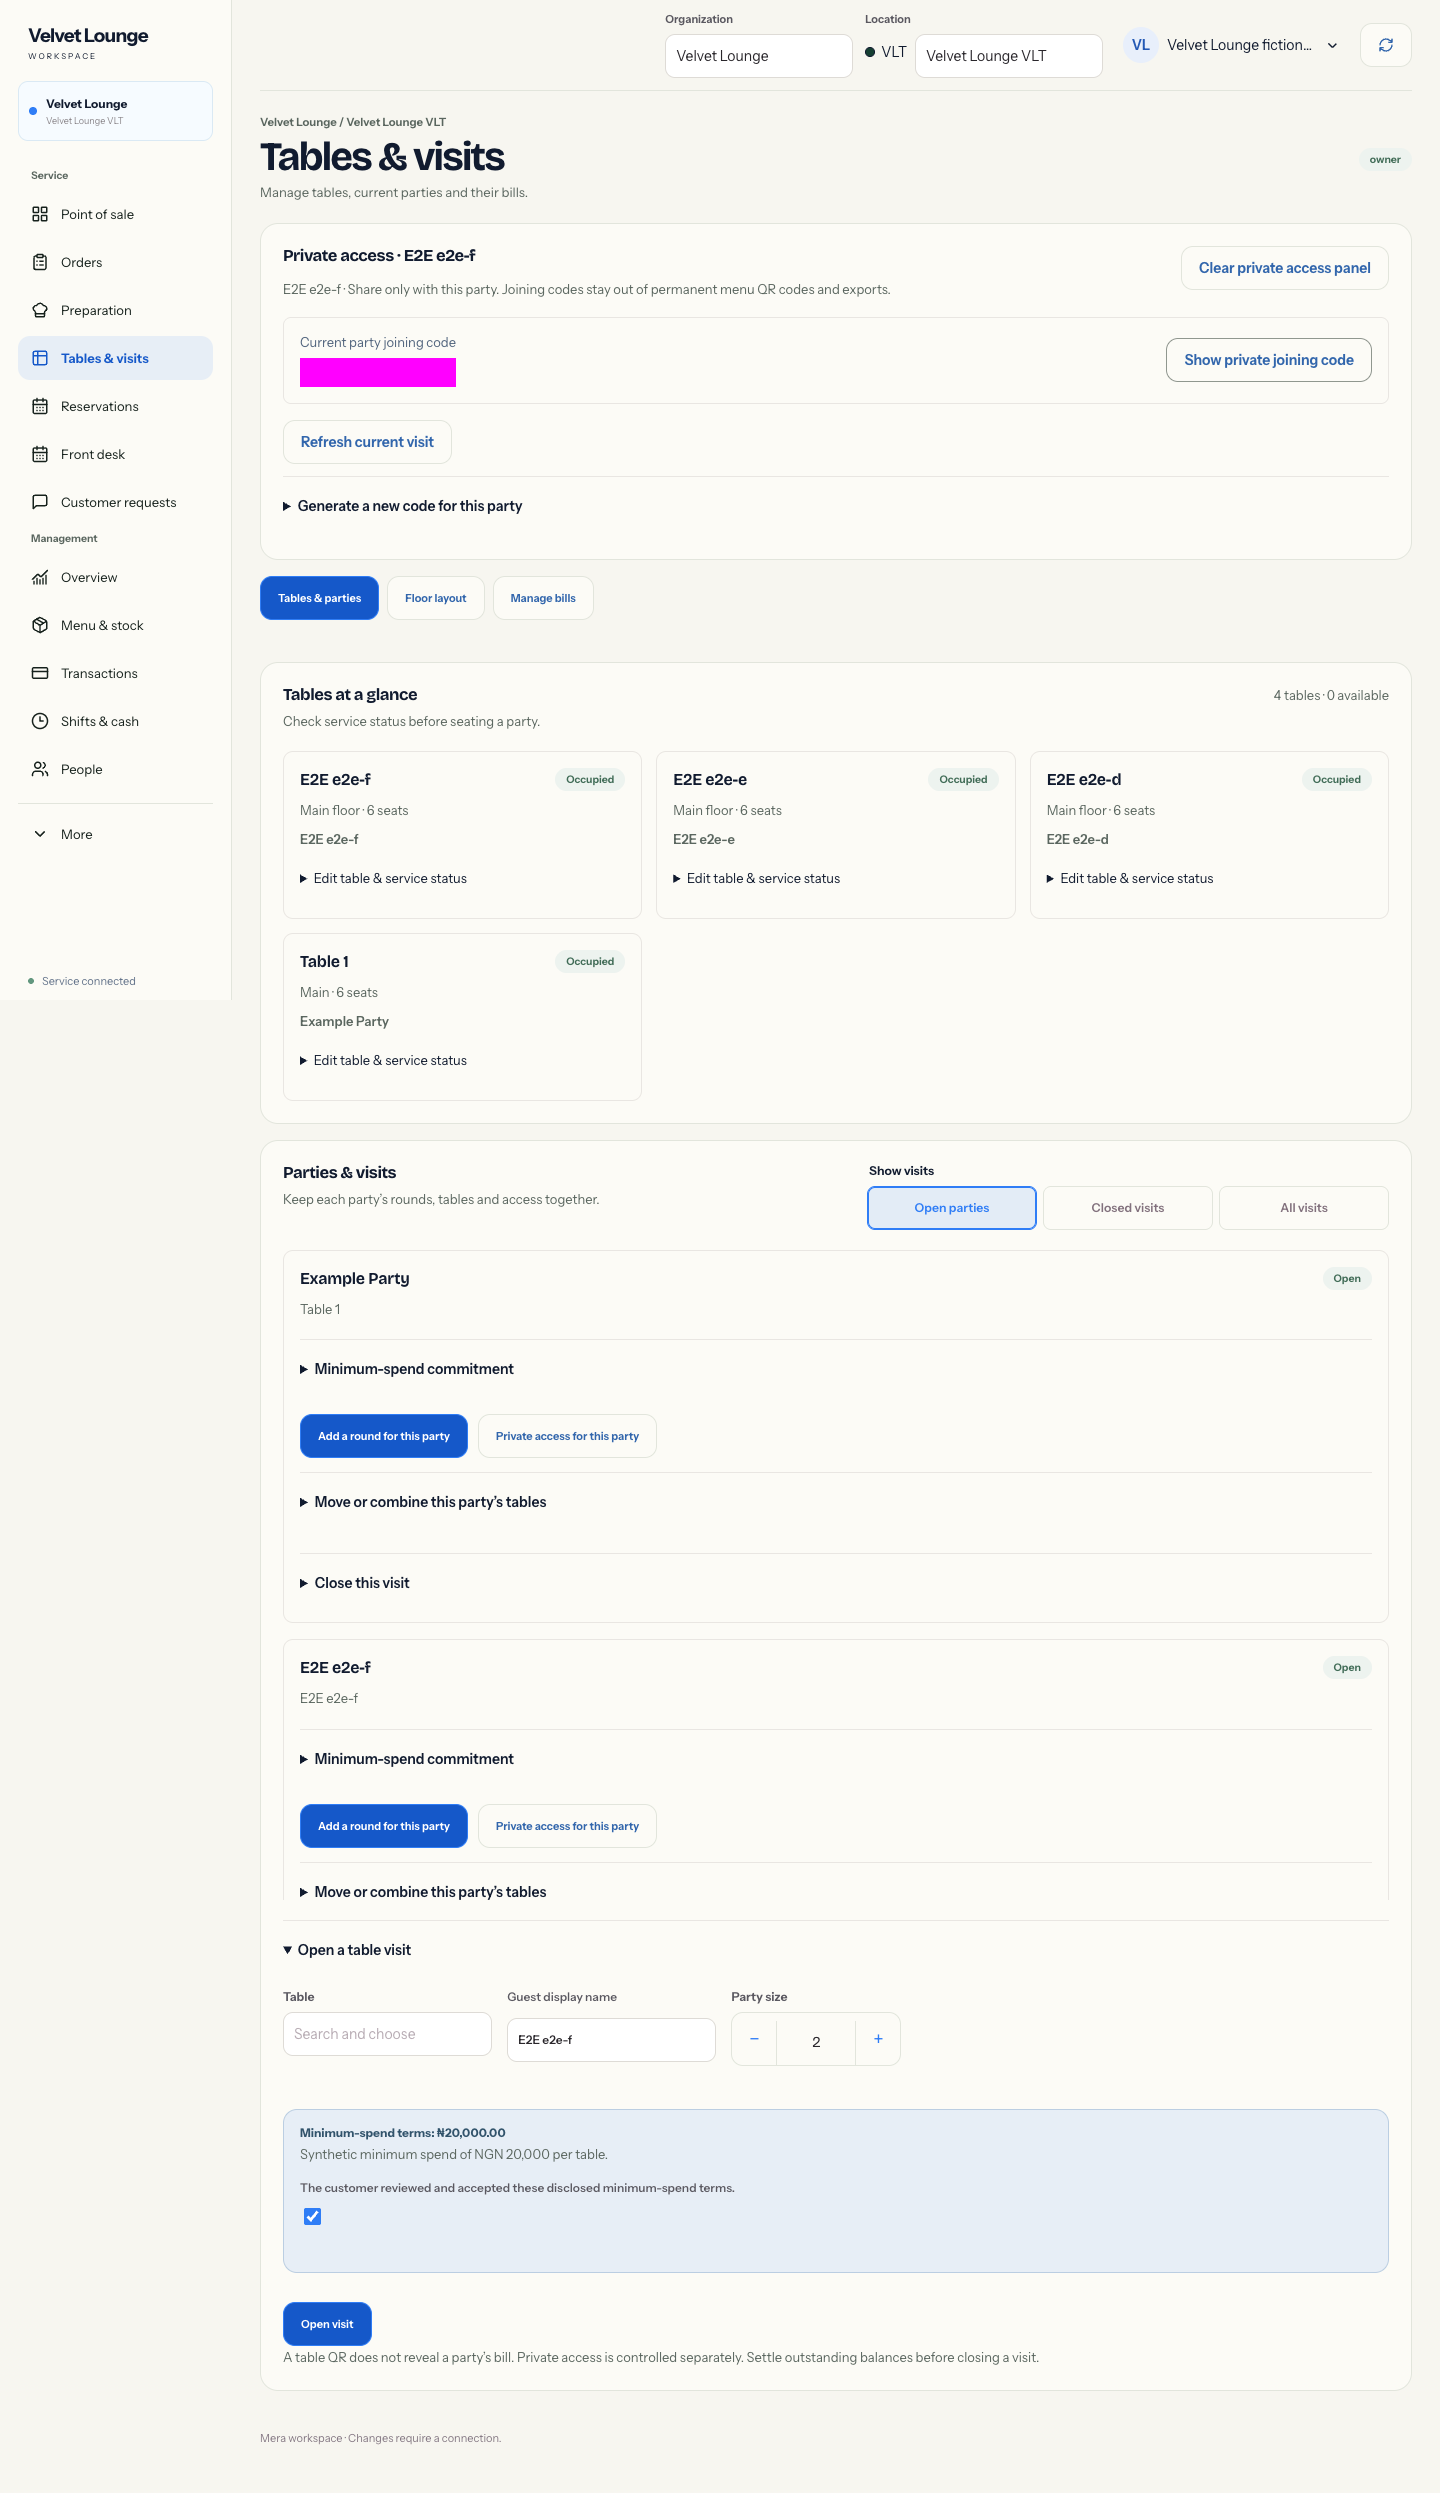 Velvet Lounge
WORKSPACE
Velvet Lounge
Velvet Lounge VLT
Service
Point of sale
Orders
Preparation
Tables & visits
Reservations
Front desk
Customer requests
Management
Overview
Menu & stock
Transactions
Shifts & cash
People
More
Service connected
Organization
Velvet Lounge
Location
VLT
Velvet Lounge VLT
VL
Velvet Lounge fiction...
Velvet Lounge / Velvet Lounge VLT
Tables & visits
owner
Manage tables, current parties and their bills.
Private access · E2E e2e-f
Clear private access panel
E2E e2e-f · Share only with this party. Joining codes stay out of permanent menu QR codes and exports.
Current party joining code
Show private joining code
Refresh current visit
Generate a new code for this party
Tables & parties
Floor layout
Manage bills
Tables at a glance
4 tables · 0 available
Check service status before seating a party.
E2E e2e-f
Occupied
Main floor · 6 seats
E2E e2e-f
Edit table & service status
E2E e2e-e
Occupied
Main floor · 6 seats
E2E e2e-e
Edit table & service status
E2E e2e-d
Occupied
Main floor · 6 seats
E2E e2e-d
Edit table & service status
Table 1
Occupied
Main · 6 seats
Example Party
Edit table & service status
Parties & visits
Keep each party’s rounds, tables and access together.
Show visits
Open parties
Closed visits
All visits
Example Party
Open
Table 1
Minimum-spend commitment
Add a round for this party
Private access for this party
Move or combine this party’s tables
Close this visit
E2E e2e-f
Open
E2E e2e-f
Minimum-spend commitment
Add a round for this party
Private access for this party
Move or combine this party’s tables
Open a table visit
Table
Search and choose
Guest display name
E2E e2e-f
Party size
− 2 +
Minimum-spend terms: ₦20,000.00
Synthetic minimum spend of NGN 20,000 per table.
The customer reviewed and accepted these disclosed minimum-spend terms.
Open visit
A table QR does not reveal a party’s bill. Private access is controlled separately. Settle outstanding balances before closing a visit.
Mera workspace · Changes require a connection.